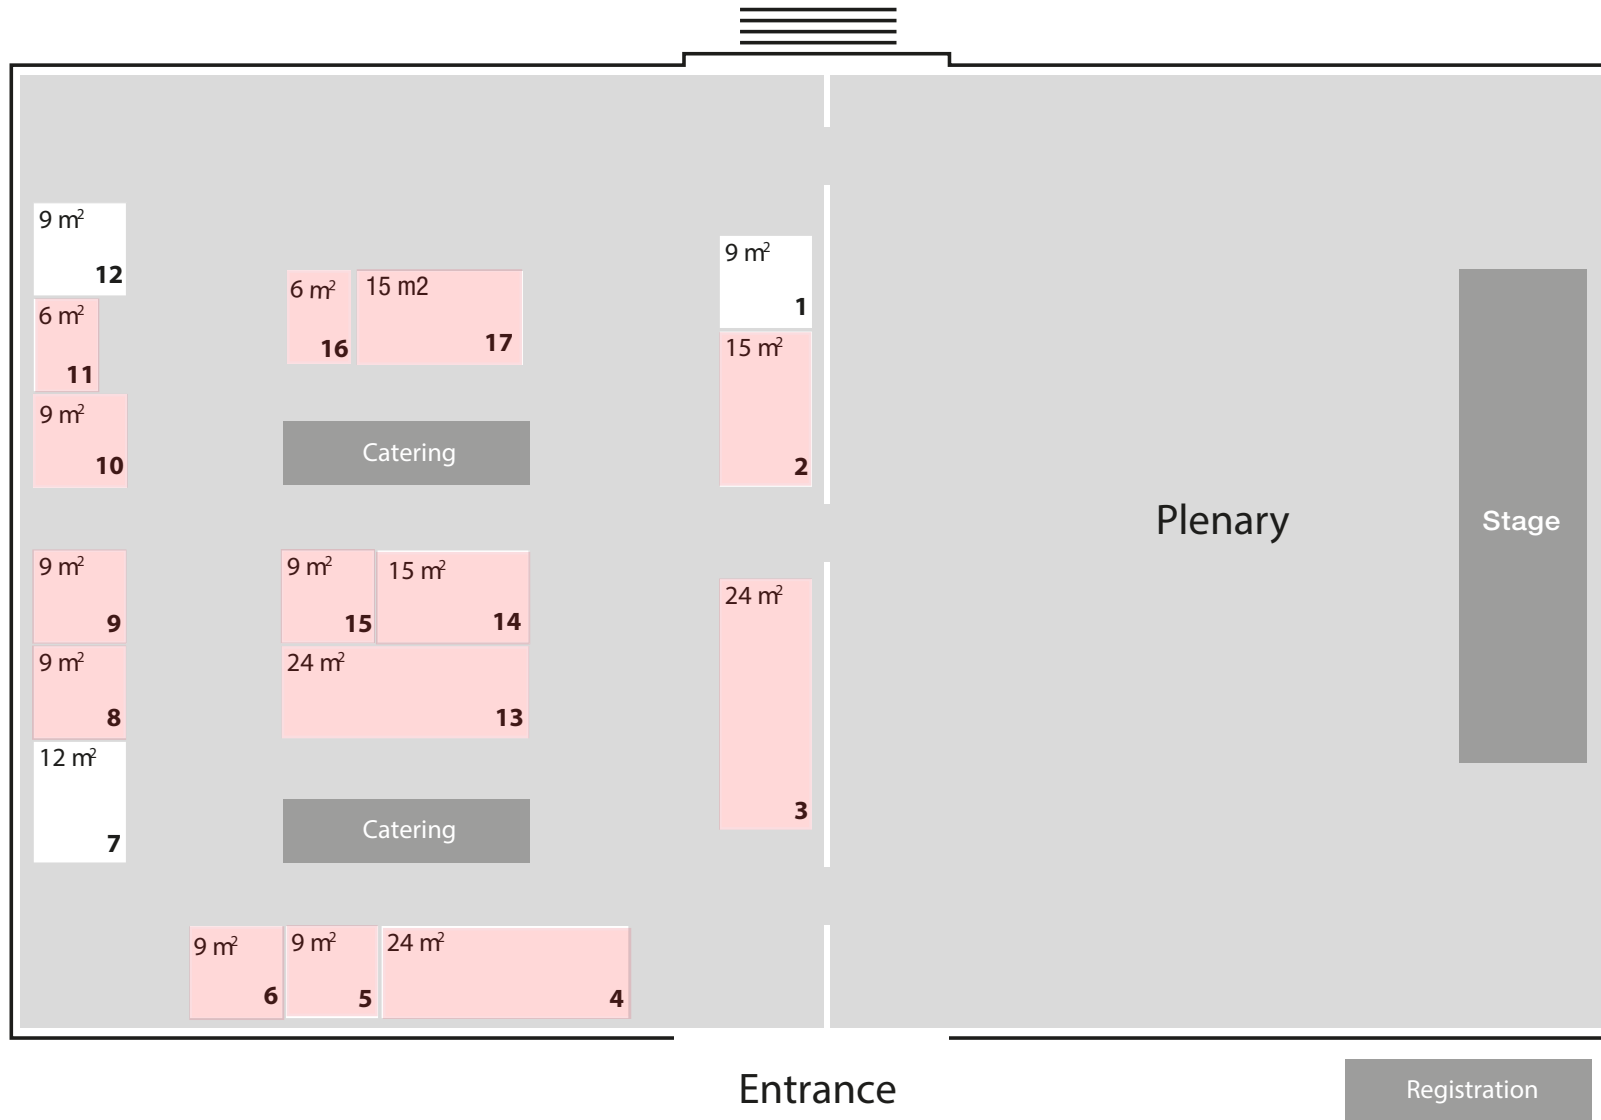 9 m²
12
6 m²
11
9 m²
10
9 m²
9
9 m²
8
12 m²
7
6 m²
16
15 m2
17
Catering
9 m²
15
15 m²
14
24 m²
13
Catering
9 m²
6
9 m²
5
24 m²
4
9 m²
1
15 m²
2
24 m²
3
Plenary
Stage
Entrance
Registration